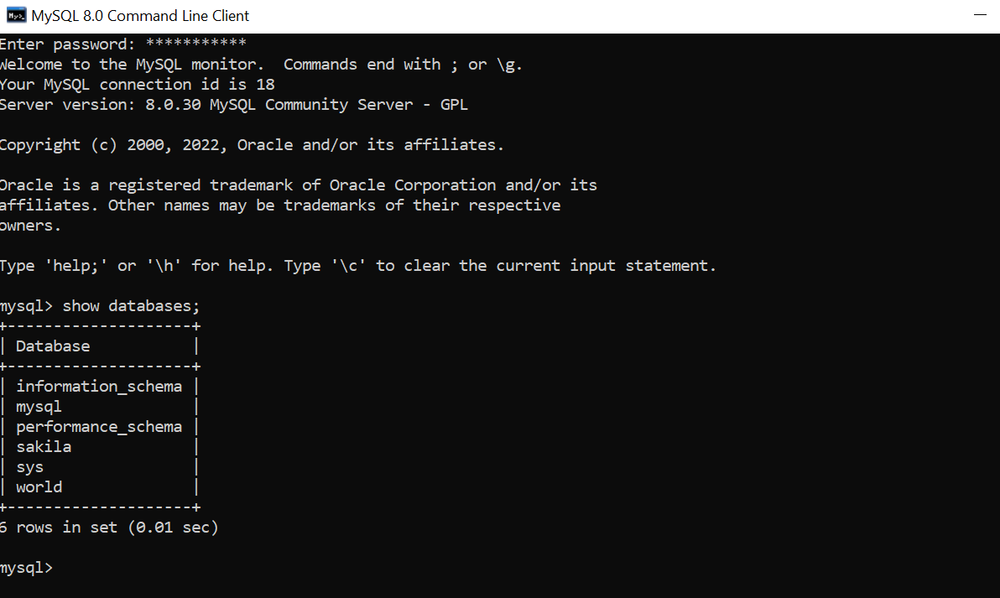 MySQL 8.0 Command Line Client
Enter password: ***********
Welcome to the MySQL monitor.  Commands end with ; or \g.
Your MySQL connection id is 18
Server version: 8.0.30 MySQL Community Server - GPL

Copyright (c) 2000, 2022, Oracle and/or its affiliates.

Oracle is a registered trademark of Oracle Corporation and/or its
affiliates. Other names may be trademarks of their respective
owners.

Type 'help;' or '\h' for help. Type '\c' to clear the current input statement.

mysql> show databases;
+--------------------+
| Database           |
+--------------------+
| information_schema |
| mysql              |
| performance_schema |
| sakila             |
| sys                |
| world              |
+--------------------+
6 rows in set (0.01 sec)

mysql>